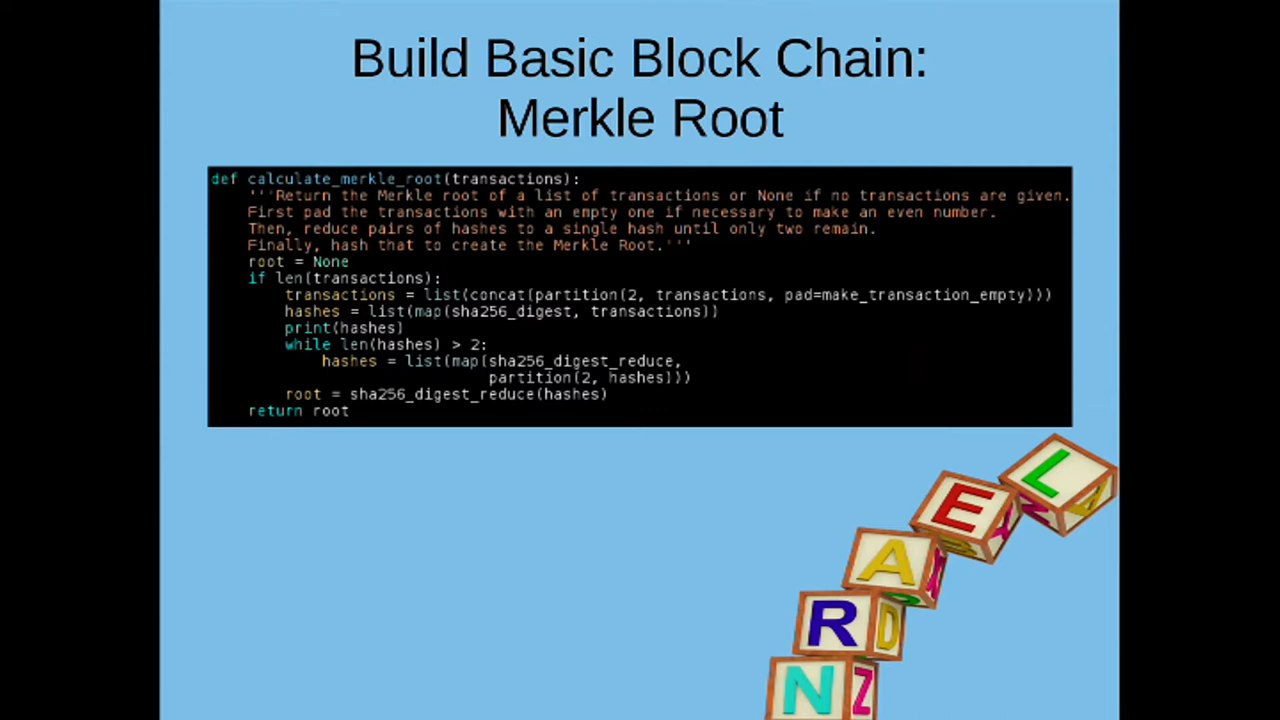 Build Basic Block Chain:
Merkle Root
def calculate_merkle_root(transactions):
    '''Return the Merkle root of a list of transactions or None if no transactions are given.
    First pad the transactions with an empty one if necessary to make an even number.
    Then, reduce pairs of hashes to a single hash until only two remain.
    Finally, hash that to create the Merkle Root.'''
    root = None
    if len(transactions):
        transactions = list(concat(partition(2, transactions, pad=make_transaction_empty)))
        hashes = list(map(sha256_digest, transactions))
        print(hashes)
        while len(hashes) > 2:
            hashes = list(map(sha256_digest_reduce,
                              partition(2, hashes)))
        root = sha256_digest_reduce(hashes)
    return root
L
E
A
R D
N Z